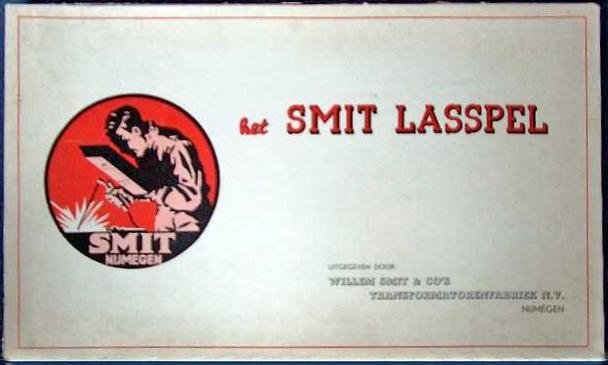 het SMIT LASSPEL
SMIT
NIJMEGEN
UITGEGEVEN DOOR:
WILLEM SMIT & CO'S
TRANSFORMATORENFABRIEK N.V.
NIJMEGEN